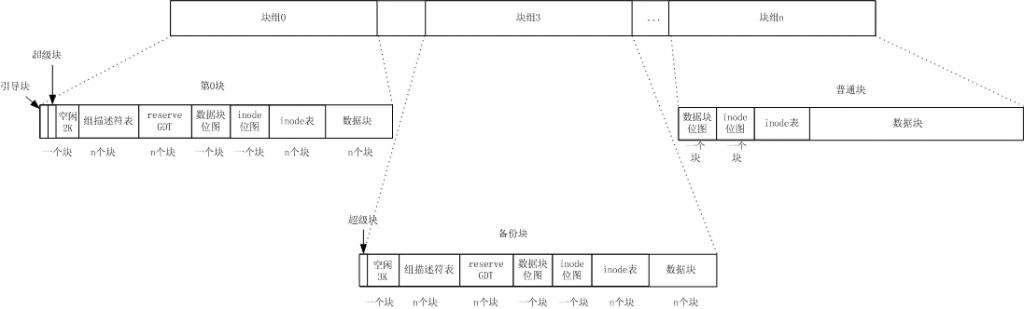 块组0
块组3
...
块组n
超级块
引导块
第0块
空闲
2K
组描述符表
reserve
GDT
数据块
位图
inode
位图
inode表
数据块
一个块
n个块
n个块
一个块
一个块
n个块
n个块
普通块
数据块
位图
inode
位图
inode表
数据块
一个
块
一个
块
超级块
备份块
空闲
3K
组描述符表
reserve
GDT
数据块
位图
inode
位图
inode表
数据块
一个块
n个块
n个块
一个块
一个块
n个块
n个块